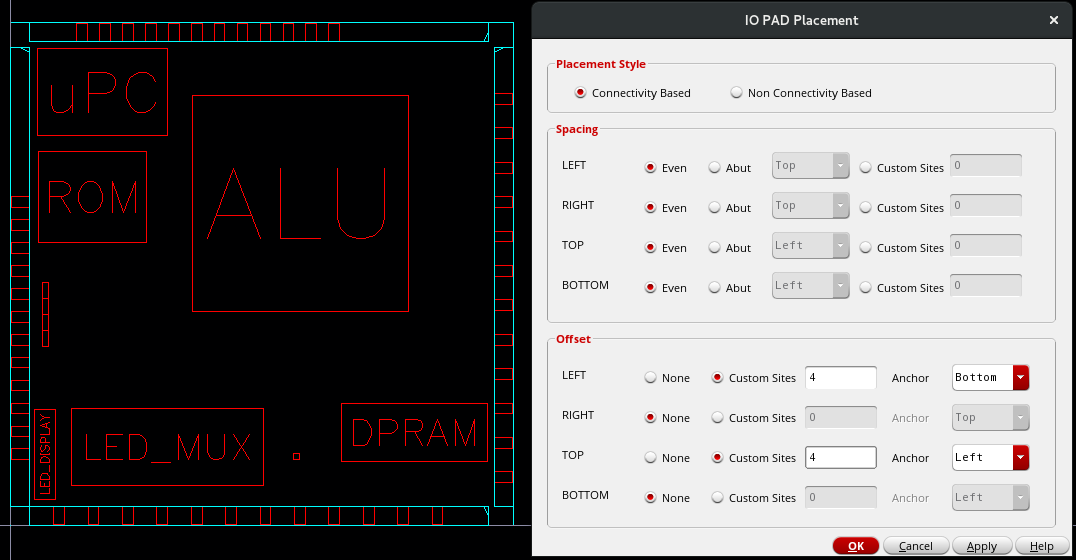 uPC
ROM
ALU
LED_DISPLAY
LED_MUX
DPRAM
IO PAD Placement
Placement Style
Connectivity Based Non Connectivity Based
Spacing
LEFT Even Abut Top Custom Sites 0
RIGHT Even Abut Top Custom Sites 0
TOP Even Abut Left Custom Sites 0
BOTTOM Even Abut Left Custom Sites 0
Offset
LEFT None Custom Sites 4 Anchor Bottom
RIGHT None Custom Sites 0 Anchor Top
TOP None Custom Sites 4 Anchor Left
BOTTOM None Custom Sites 0 Anchor Left
OK Cancel Apply Help